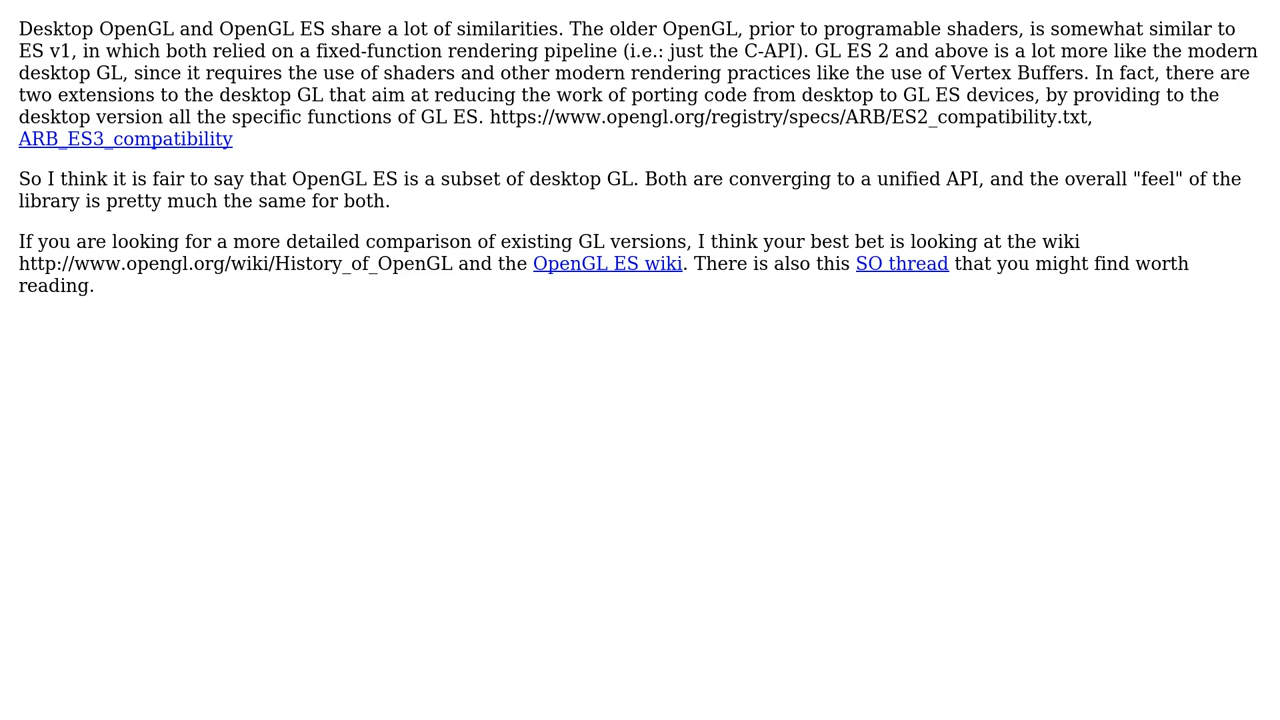 Desktop OpenGL and OpenGL ES share a lot of similarities. The older OpenGL, prior to programable shaders, is somewhat similar to
ES v1, in which both relied on a fixed-function rendering pipeline (i.e.: just the C-API). GL ES 2 and above is a lot more like the modern
desktop GL, since it requires the use of shaders and other modern rendering practices like the use of Vertex Buffers. In fact, there are
two extensions to the desktop GL that aim at reducing the work of porting code from desktop to GL ES devices, by providing to the
desktop version all the specific functions of GL ES. https://www.opengl.org/registry/specs/ARB/ES2_compatibility.txt,
ARB_ES3_compatibility
So I think it is fair to say that OpenGL ES is a subset of desktop GL. Both are converging to a unified API, and the overall "feel" of the
library is pretty much the same for both.
If you are looking for a more detailed comparison of existing GL versions, I think your best bet is looking at the wiki
http://www.opengl.org/wiki/History_of_OpenGL and the OpenGL ES wiki. There is also this SO thread that you might find worth
reading.